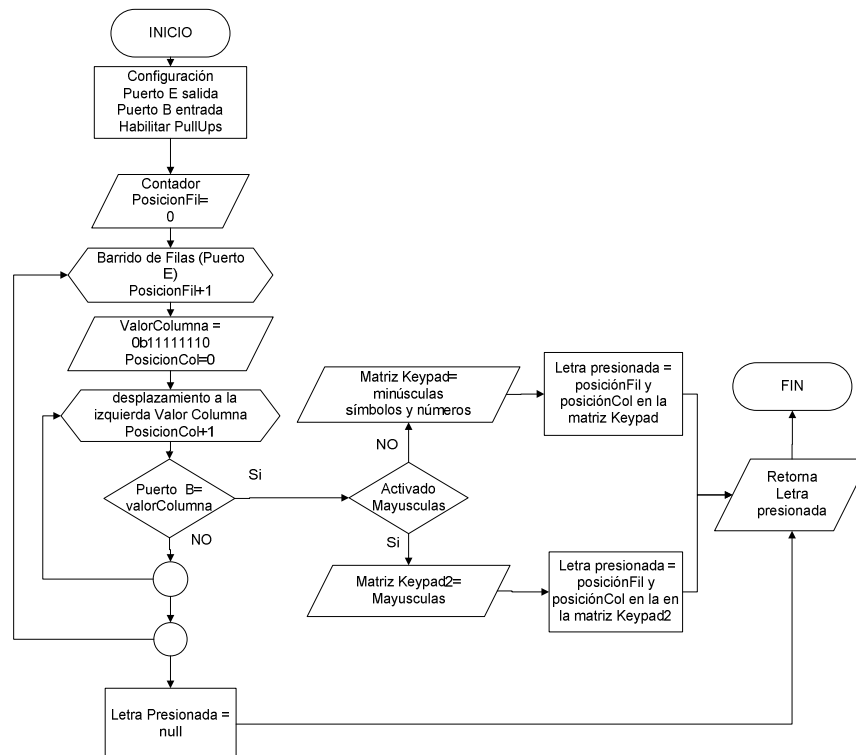 INICIO
Configuración
Puerto E salida
Puerto B entrada
Habilitar PullUps
Contador
PosicionFil=
0
Barrido de Filas (Puerto
E)
PosicionFil+1
ValorColumna =
0b11111110
PosicionCol=0
desplazamiento a la
izquierda Valor Columna
PosicionCol+1
Puerto B=
valorColumna
Si
NO
Matriz Keypad=
minúsculas
símbolos y números
NO
Activado
Mayusculas
Si
Matriz Keypad2=
Mayusculas
Letra presionada =
posiciónFil y
posiciónCol en la
matriz Keypad
Letra presionada =
posiciónFil y
posiciónCol en la en
la matriz Keypad2
FIN
Retorna
Letra
presionada
Letra Presionada =
null